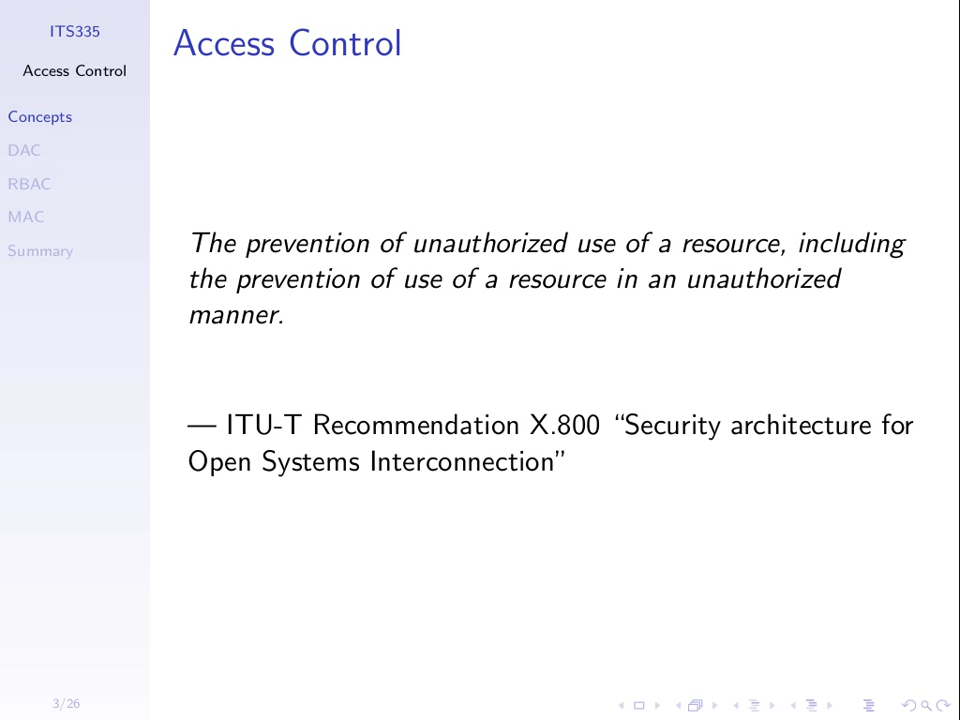 ITS335
Access Control
Concepts
DAC
RBAC
MAC
Summary
Access Control
The prevention of unauthorized use of a resource, including
the prevention of use of a resource in an unauthorized
manner.
— ITU-T Recommendation X.800 “Security architecture for
Open Systems Interconnection”
3/26